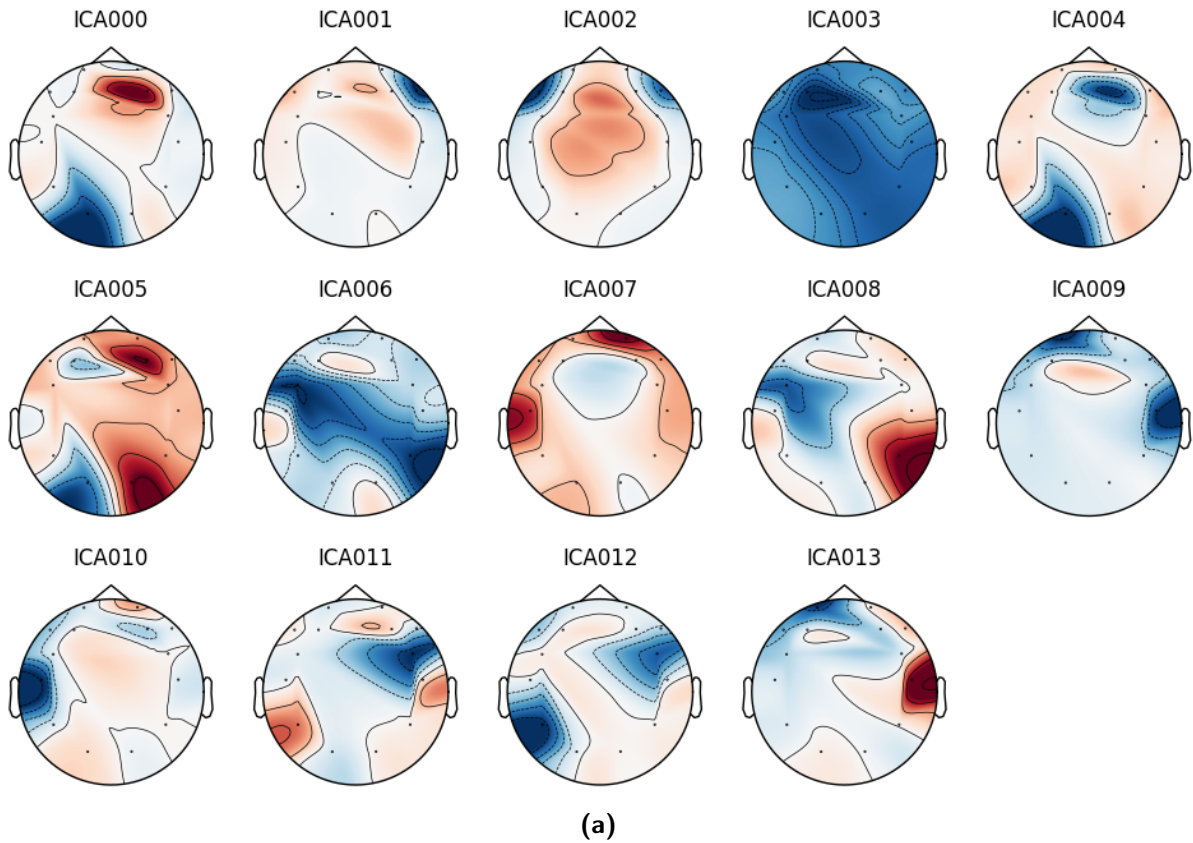 ICA000 ICA001 ICA002 ICA003 ICA004
ICA005 ICA006 ICA007 ICA008 ICA009
ICA010 ICA011 ICA012 ICA013
(a)